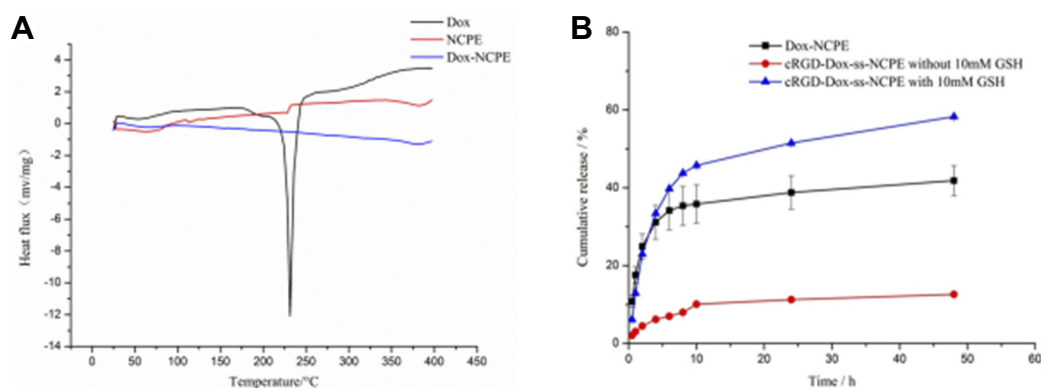 A
Dox
NCPE
Dox-NCPE
4
2
0
-2
-4
-6
-8
-10
-12
-14
Heat flux（mv/mg）
0 50 100 150 200 250 300 350 400 450
Temperature/°C
B
Dox-NCPE
cRGD-Dox-ss-NCPE without 10mM GSH
cRGD-Dox-ss-NCPE with 10mM GSH
80
60
40
20
0
Cumulative release / %
0 10 20 30 40 50 60
Time / h